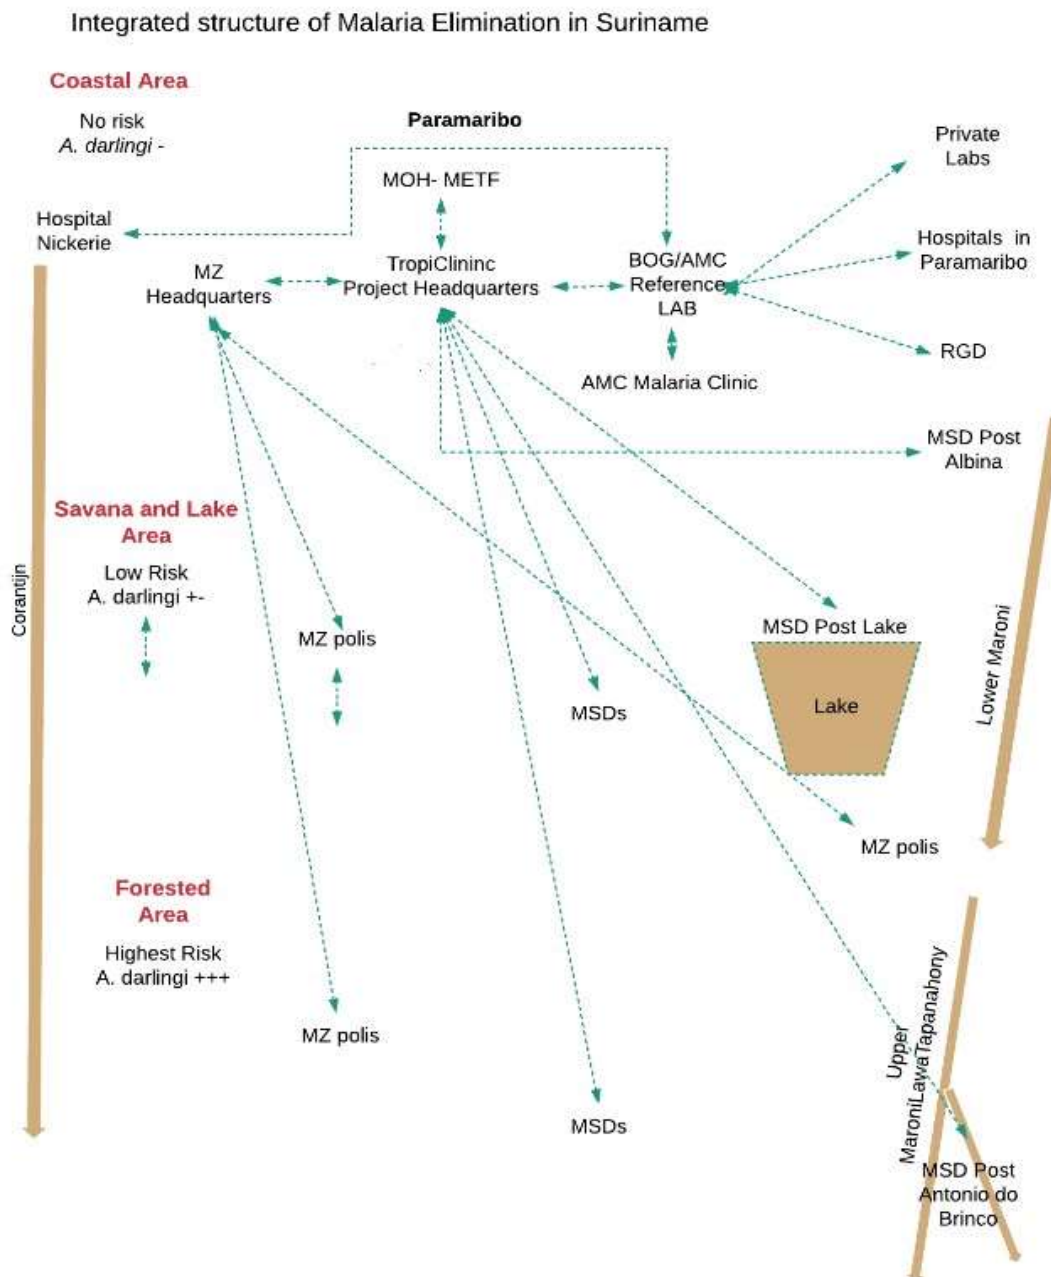 Integrated structure of Malaria Elimination in Suriname
Coastal Area
No risk
A. darlingi -
Paramaribo
Private
Labs
MOH- METF
Hospital
Nickerie
Hospitals in
Paramaribo
MZ
Headquarters
TropiClininc
Project Headquarters
BOG/AMC
Reference
LAB
RGD
AMC Malaria Clinic
MSD Post
Albina
Savana and Lake
Area
Low Risk
A. darlingi +-
Corantijn
MZ polis
MSD Post Lake
Lake
Lower Maroni
MSDs
MZ polis
Forested
Area
Highest Risk
A. darlingi +++
MZ polis
Upper
MaroniLawaTapanahony
MSDs
MSD Post
Antonio do
Brinco